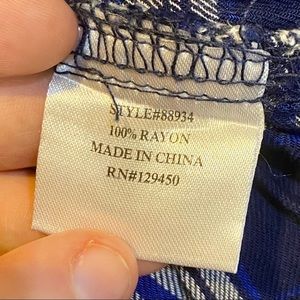 STYLE#88934
100% RAYON
MADE IN CHINA
RN#129450